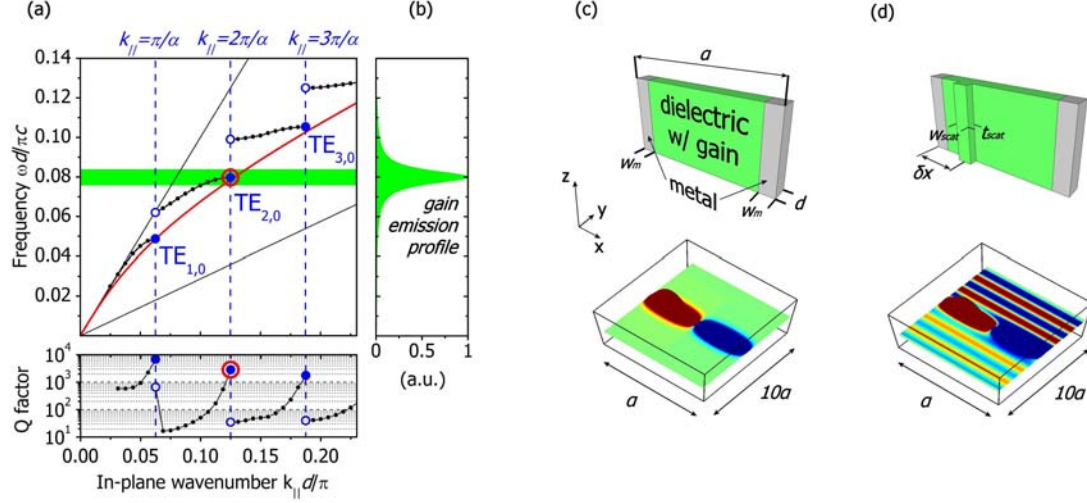 (a)
k||=π/α k||=2π/α k||=3π/α
0.14
0.12
0.10
0.08
0.06
0.04
0.02
Frequency ωd/πc
TE1,0
TE2,0
TE3,0
10^4
10^3
10^2
10^1
Q factor
0.00 0.05 0.10 0.15 0.20
In-plane wavenumber k||d/π
(b)
gain
emission
profile
0 0.5 1
(a.u.)
(c)
a
dielectric
w/ gain
wm
metal
wm
d
z
y
x
a
10a
(d)
wscat
tscat
δx
a
10a